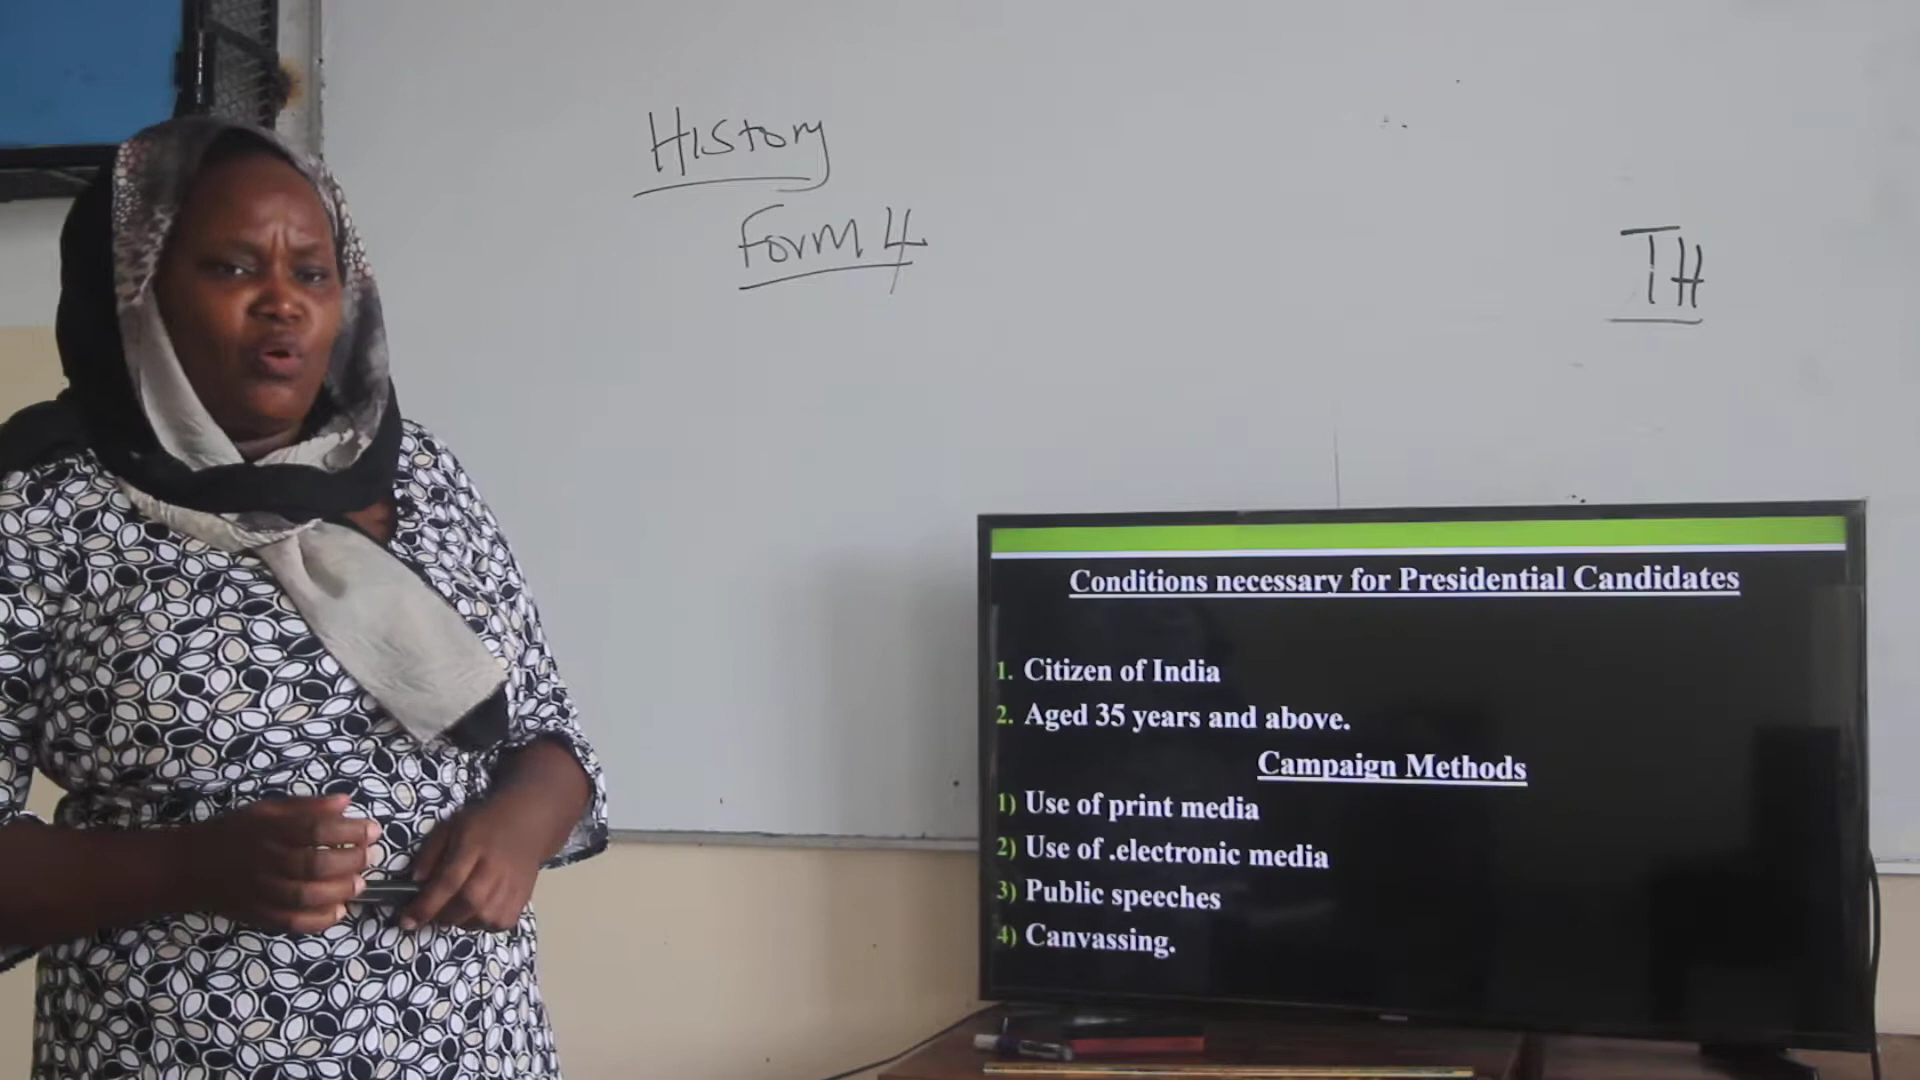 History
Form 4
TH
Conditions necessary for Presidential Candidates
1. Citizen of India
2. Aged 35 years and above.
Campaign Methods
1) Use of print media
2) Use of .electronic media
3) Public speeches
4) Canvassing.